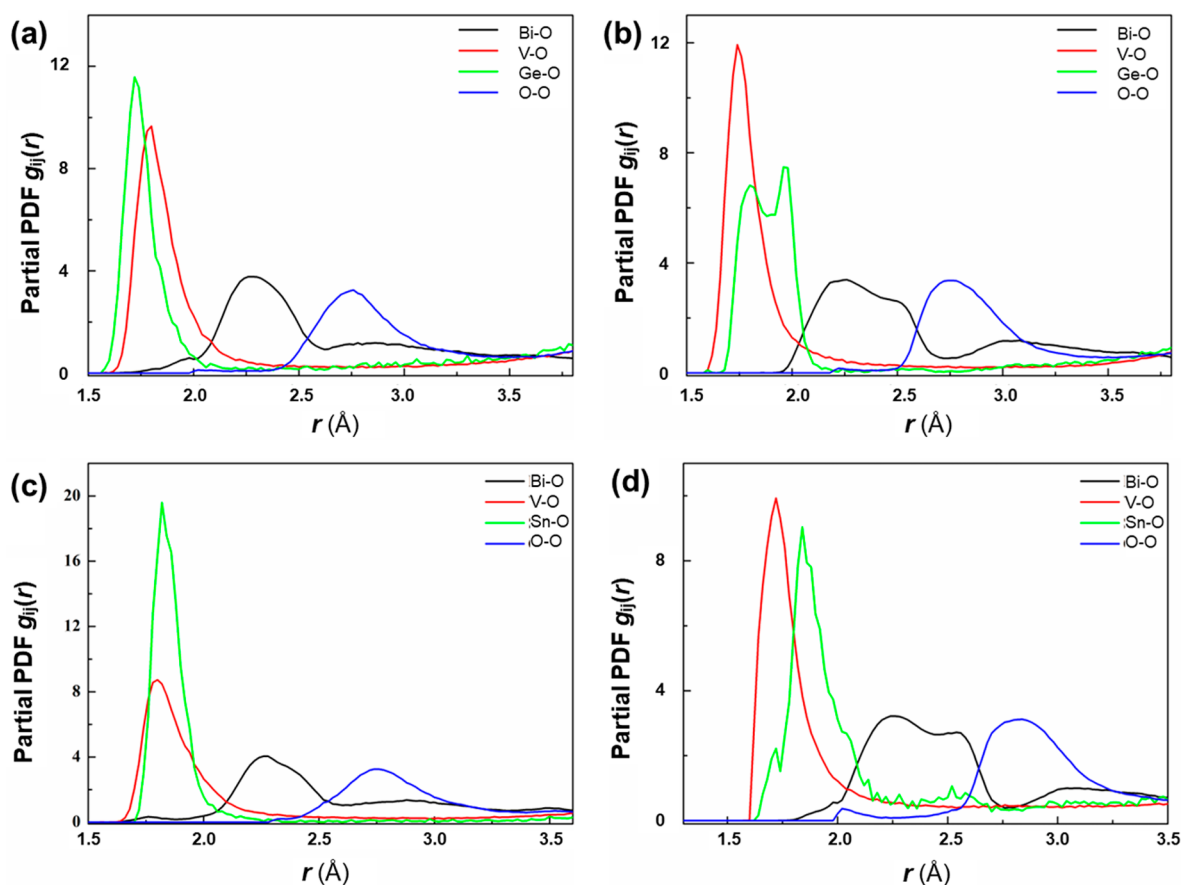 (a)
Bi-O
V-O
Ge-O
O-O
12
8
4
0
1.5 2.0 2.5 3.0 3.5
Partial PDF gij(r)
r (Å)
(b)
Bi-O
V-O
Ge-O
O-O
12
8
4
0
1.5 2.0 2.5 3.0 3.5
Partial PDF gij(r)
r (Å)
(c)
Bi-O
V-O
Sn-O
O-O
20
16
12
8
4
0
1.5 2.0 2.5 3.0 3.5
Partial PDF gij(r)
r (Å)
(d)
Bi-O
V-O
Sn-O
O-O
8
4
0
1.5 2.0 2.5 3.0 3.5
Partial PDF gij(r)
r (Å)